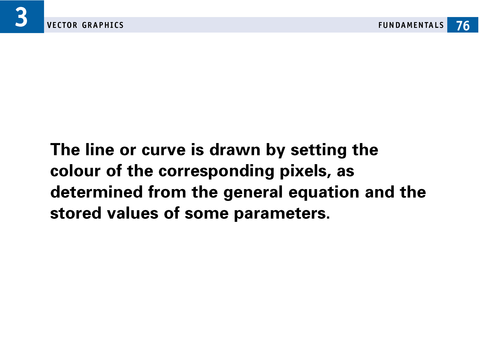 3
VECTOR GRAPHICS FUNDAMENTALS 76
The line or curve is drawn by setting the
colour of the corresponding pixels, as
determined from the general equation and the
stored values of some parameters.